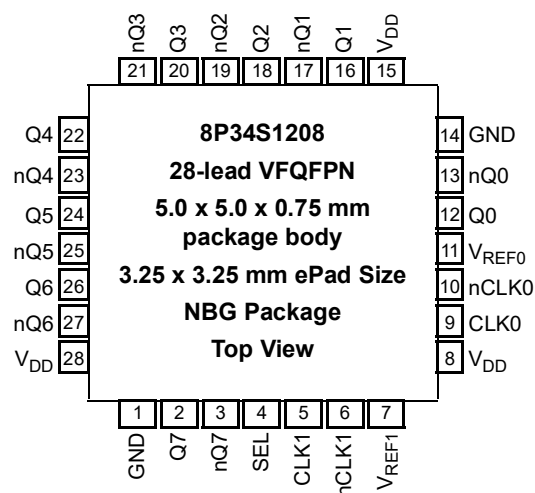 nQ3 Q3 nQ2 Q2 nQ1 Q1 VDD
21 20 19 18 17 16 15
Q4 22
nQ4 23
Q5 24
nQ5 25
Q6 26
nQ6 27
VDD 28
8P34S1208
28-lead VFQFPN
5.0 x 5.0 x 0.75 mm
package body
3.25 x 3.25 mm ePad Size
NBG Package
Top View
14 GND
13 nQ0
12 Q0
11 VREF0
10 nCLK0
9 CLK0
8 VDD
1 2 3 4 5 6 7
GND Q7 nQ7 SEL CLK1 nCLK1 VREF1